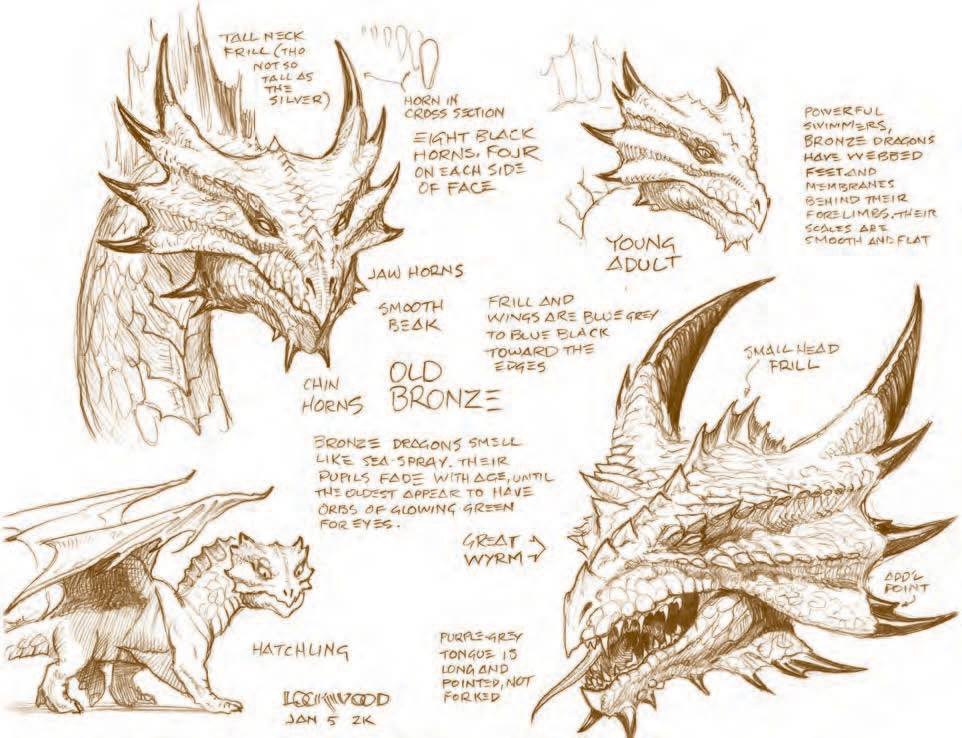 TALL NECK
FRILL (THO
NOT SO
TALL AS
THE
SILVER)
HORN IN
CROSS SECTION
EIGHT BLACK
HORNS, FOUR
ON EACH SIDE
OF FACE
POWERFUL
SWIMMERS,
BRONZE DRAGONS
HAVE WEBBED
FEET AND
MEMBRANES
BEHIND THEIR
FORELIMBS. THEIR
SCALES ARE
SMOOTH AND FLAT
YOUNG
ADULT
JAW HORNS
SMOOTH
BEAK
FRILL AND
WINGS ARE BLUE GREY
TO BLUE BLACK
TOWARD THE
EDGES
SMALL HEAD
FRILL
CHIN
HORNS
OLD
BRONZE
BRONZE DRAGONS SMELL
LIKE SEA-SPRAY. THEIR
PUPILS FADE WITH AGE, UNTIL
THE OLDEST APPEAR TO HAVE
ORBS OF GLOWING GREEN
FOR EYES.
GREAT
WYRM
ADD'L
POINT
HATCHLING
PURPLE-GREY
TONGUE IS
LONG AND
POINTED, NOT
FORKED
LOCKWOOD
JAN 5 2K